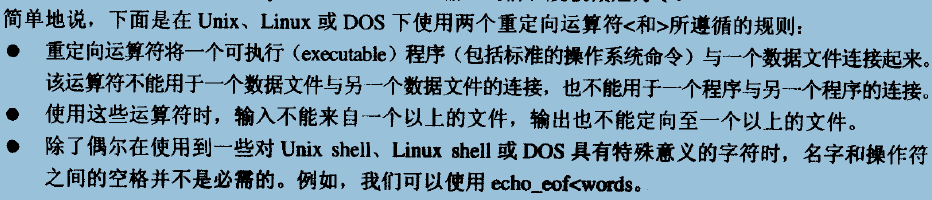 简单地说，下面是在 Unix、Linux 或 DOS 下使用两个重定向运算符<和>所遵循的规则：
● 重定向运算符将一个可执行（executable）程序（包括标准的操作系统命令）与一个数据文件连接起来。
该运算符不能用于一个数据文件与另一个数据文件的连接，也不能用于一个程序与另一个程序的连接。
● 使用这些运算符时，输入不能来自一个以上的文件，输出也不能定向至一个以上的文件。
● 除了偶尔在使用到一些对 Unix shell、Linux shell 或 DOS 具有特殊意义的字符时，名字和操作符
之间的空格并不是必需的。例如，我们可以使用 echo_eof<words。